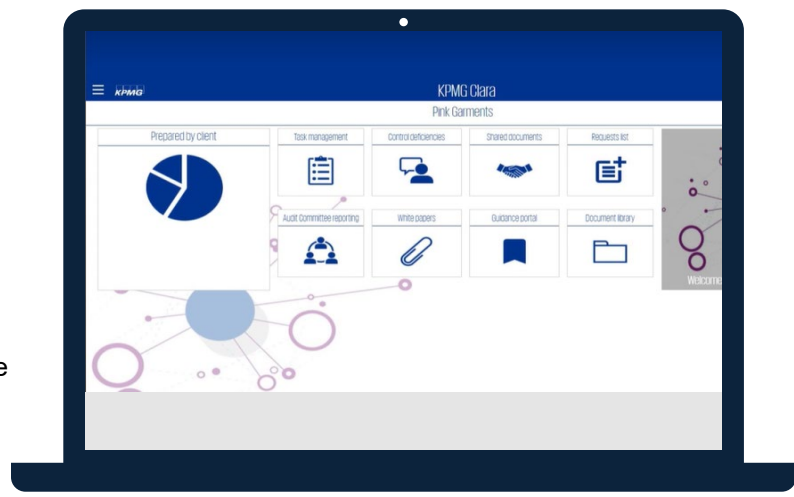 KPMG
KPMG Clara
Pink Garments
Prepared by client
Task management
Control deficiencies
Shared documents
Requests list
Audit Committee reporting
White papers
Guidance portal
Document library
Welcome
e